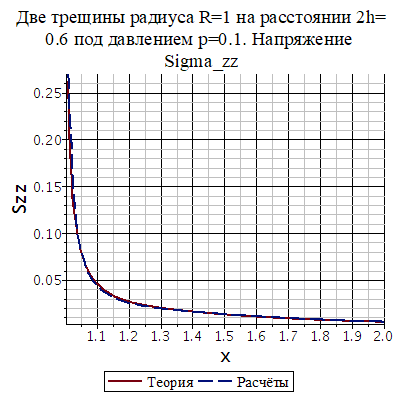 Две трещины радиуса R=1 на расстоянии 2h=
0.6 под давлением p=0.1. Напряжение
Sigma_zz
0.25
0.20
0.15
0.10
0.05
Szz
1.1 1.2 1.3 1.4 1.5 1.6 1.7 1.8 1.9 2.0
x
Теория Расчёты